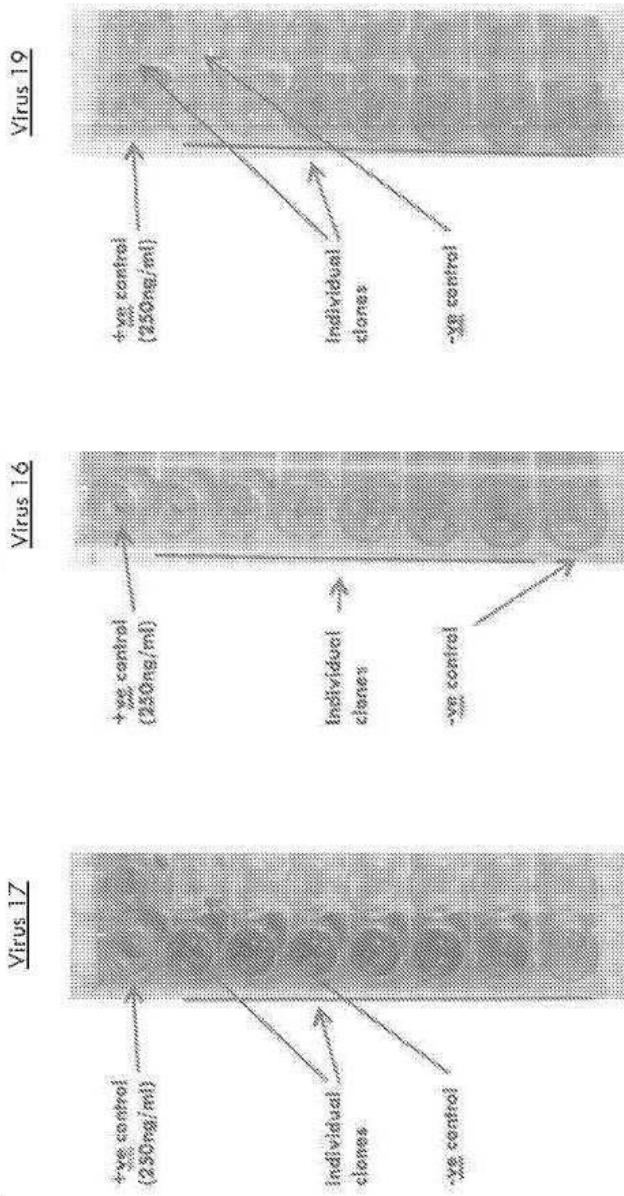 Virus 17
+ve control
(250ng/ml)
Individual
clones
-ve control
Virus 16
+ve control
(250ng/ml)
Individual
clones
-ve control
Virus 19
+ve control
(250ng/ml)
Individual
clones
-ve control